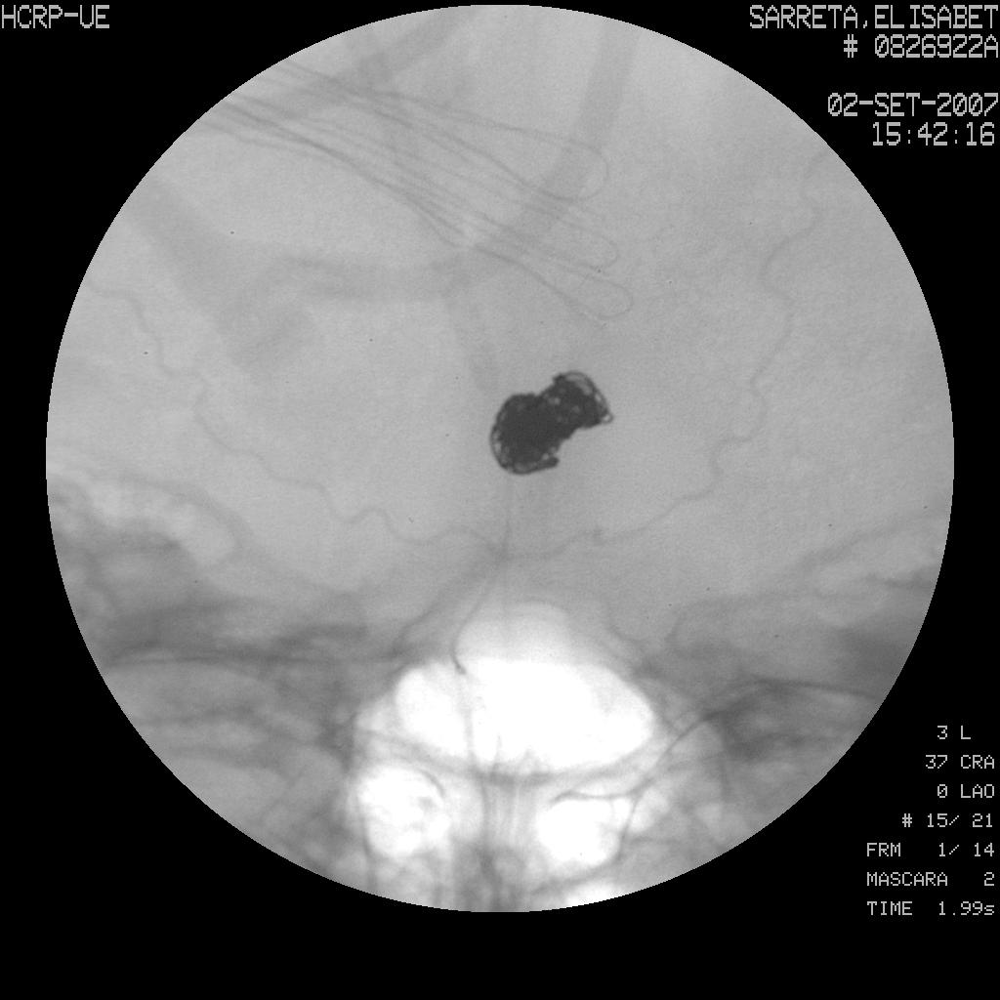 HCRP-UE
SARRETA,ELISABET
# 0826922A
02-SET-2007
15:42:16
3 L
37 CRA
0 LAO
# 15/ 21
FRM 1/ 14
MASCARA 2
TIME 1.99s